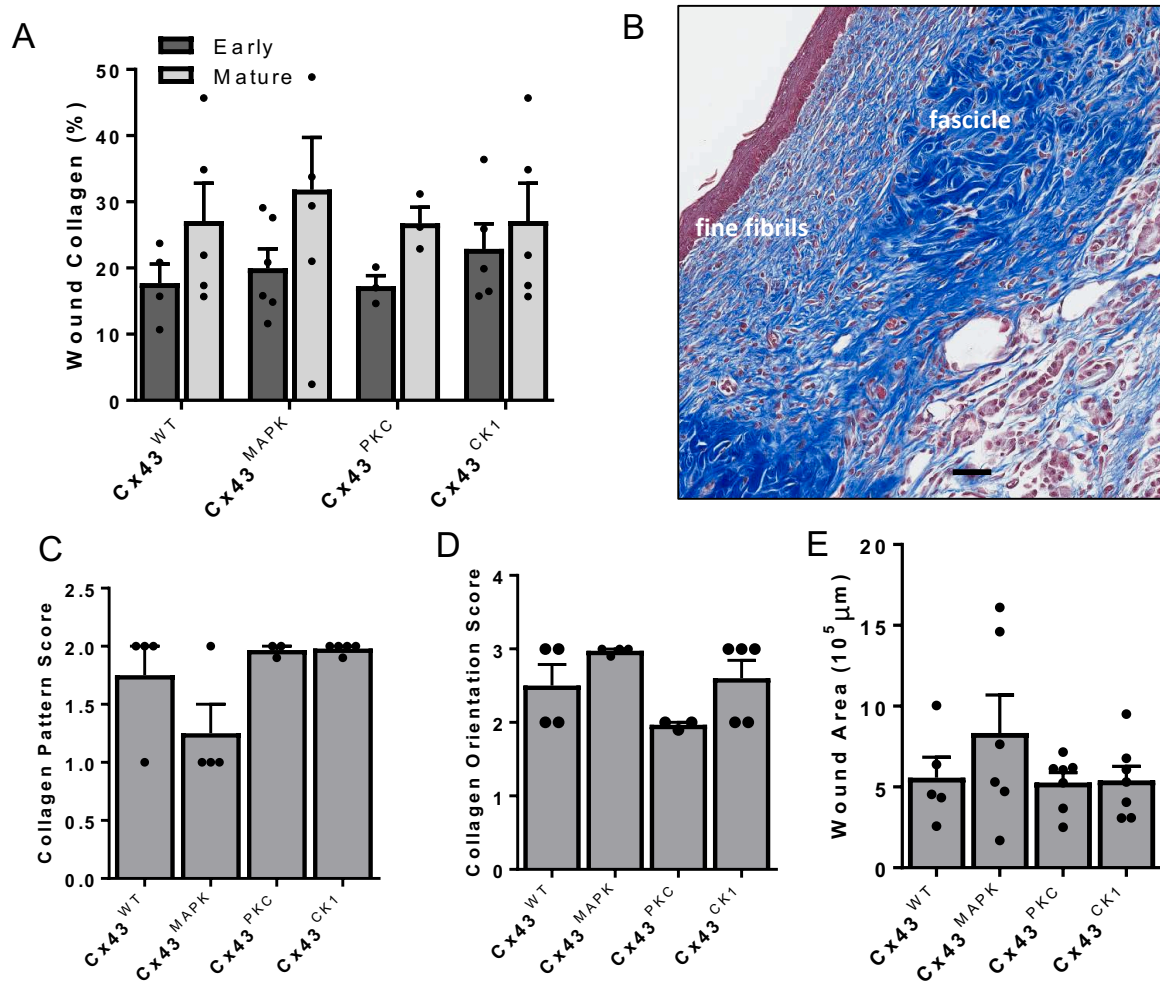 A
Early
Mature
Wound Collagen (%)
50
40
30
20
10
0
Cx43 WT
Cx43 MAPK
Cx43 PKC
Cx43 CK1
B
fascicle
fine fibrils
C
Collagen Pattern Score
2.5
2.0
1.5
1.0
0.5
0.0
Cx43 WT
Cx43 MAPK
Cx43 PKC
Cx43 CK1
D
Collagen Orientation Score
4
3
2
1
0
Cx43 WT
Cx43 MAPK
Cx43 PKC
Cx43 CK1
E
Wound Area (10⁵ μm)
20
15
10
5
0
Cx43 WT
Cx43 MAPK
Cx43 PKC
Cx43 CK1